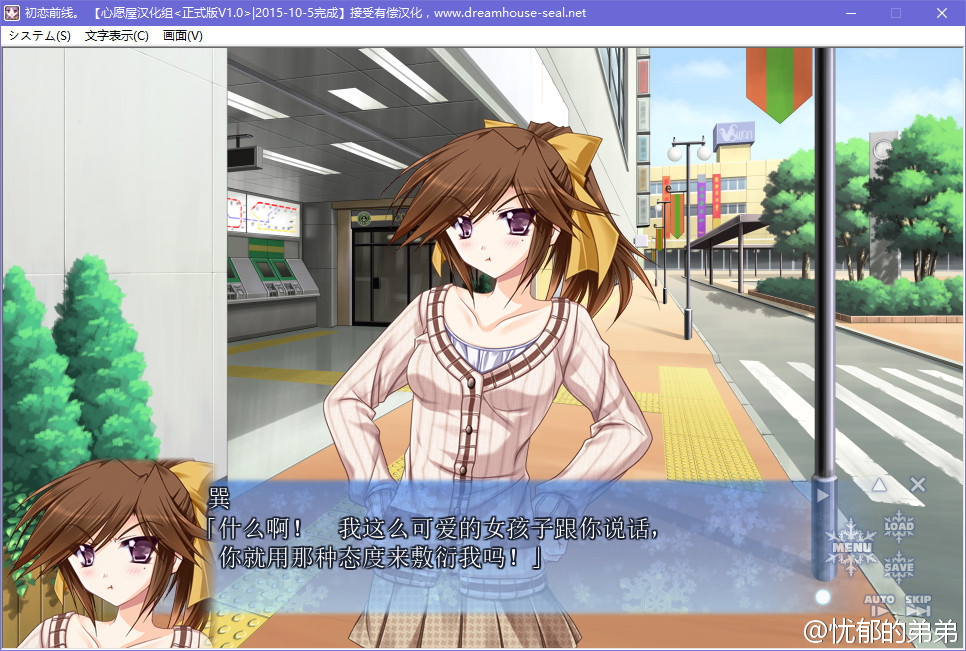 初恋前线。 【心愿屋汉化组<正式版V1.0>|2015-10-5完成】接受有偿汉化，www.dreamhouse-seal.net
システム(S) 文字表示(C) 画面(V)
Swan
巽
「什么啊！ 我这么可爱的女孩子跟你说话，
你就用那种态度来敷衍我吗！」
LOAD
MENU
SAVE
AUTO SKIP
@忧郁的弟弟